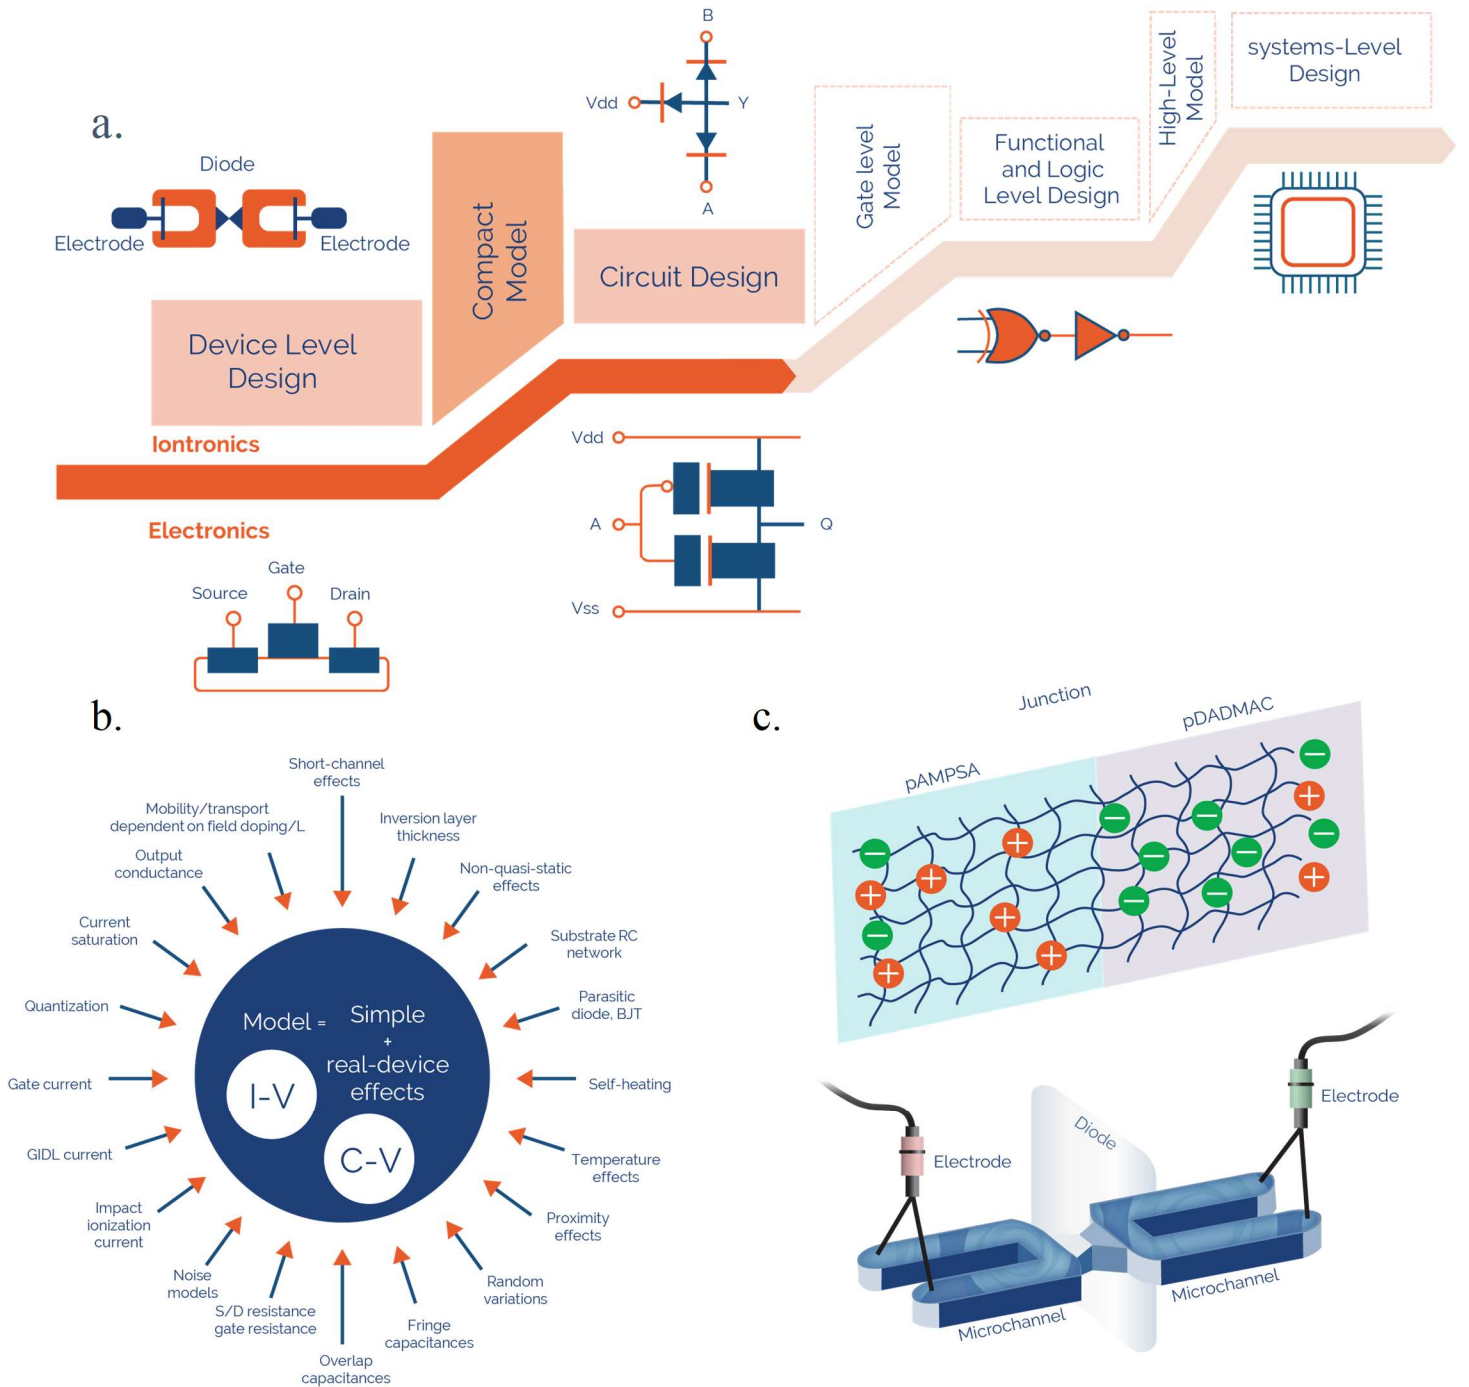 a.
Diode
Electrode
Electrode
Device Level
Design
Compact
Model
B
Vdd
Y
A
Circuit Design
Gate level
Model
Functional
and Logic
Level Design
High-Level
Model
systems-Level
Design
Iontronics
Electronics
Source
Gate
Drain
Vdd
A
Q
Vss
b.
Short-channel
effects
Inversion layer
thickness
Non-quasi-static
effects
Substrate RC
network
Parasitic
diode, BJT
Self-heating
Temperature
effects
Proximity
effects
Random
variations
Fringe
capacitances
Overlap
capacitances
S/D resistance
gate resistance
Noise
models
Impact
ionization
current
GIDL current
Gate current
Quantization
Current
saturation
Output
conductance
Mobility/transport
dependent on field doping/L
Model = Simple
+
real-device
effects
I-V
C-V
c.
Junction
pAMPSA
pDADMAC
Electrode
Diode
Electrode
Microchannel
Microchannel